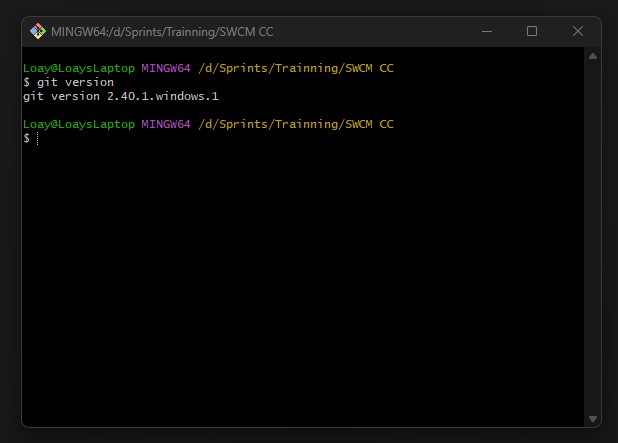 MINGW64:/d/Sprints/Trainning/SWCM CC
Loay@LoaysLaptop MINGW64 /d/Sprints/Trainning/SWCM CC
$ git version
git version 2.40.1.windows.1
Loay@LoaysLaptop MINGW64 /d/Sprints/Trainning/SWCM CC
$